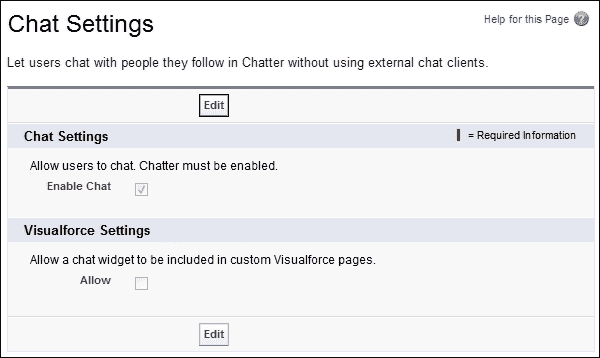 Chat Settings
Help for this Page ?
Let users chat with people they follow in Chatter without using external chat clients.
Edit
Chat Settings
= Required Information
Allow users to chat. Chatter must be enabled.
Enable Chat
Visualforce Settings
Allow a chat widget to be included in custom Visualforce pages.
Allow
Edit